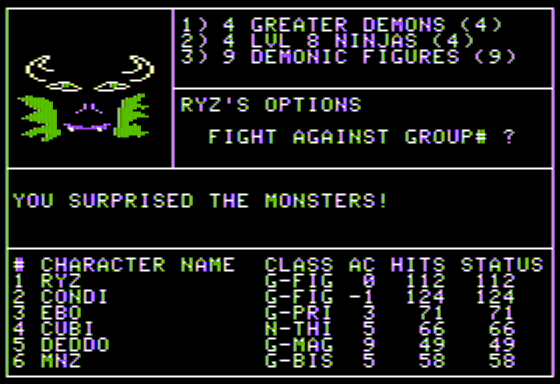 1) 4 GREATER DEMONS (4)
2) 4 LVL 8 NINJAS (4)
3) 9 DEMONIC FIGURES (9)
RYZ'S OPTIONS
FIGHT AGAINST GROUP# ?
YOU SURPRISED THE MONSTERS!
# CHARACTER NAME CLASS AC HITS STATUS
1 RYZ G-FIG 0 112 112
2 CONDI G-FIG -1 124 124
3 EBO G-PRI 3 71 71
4 CUBI N-THI 5 66 66
5 DEDDO G-MAG 9 49 49
6 MNZ G-BIS 5 58 58